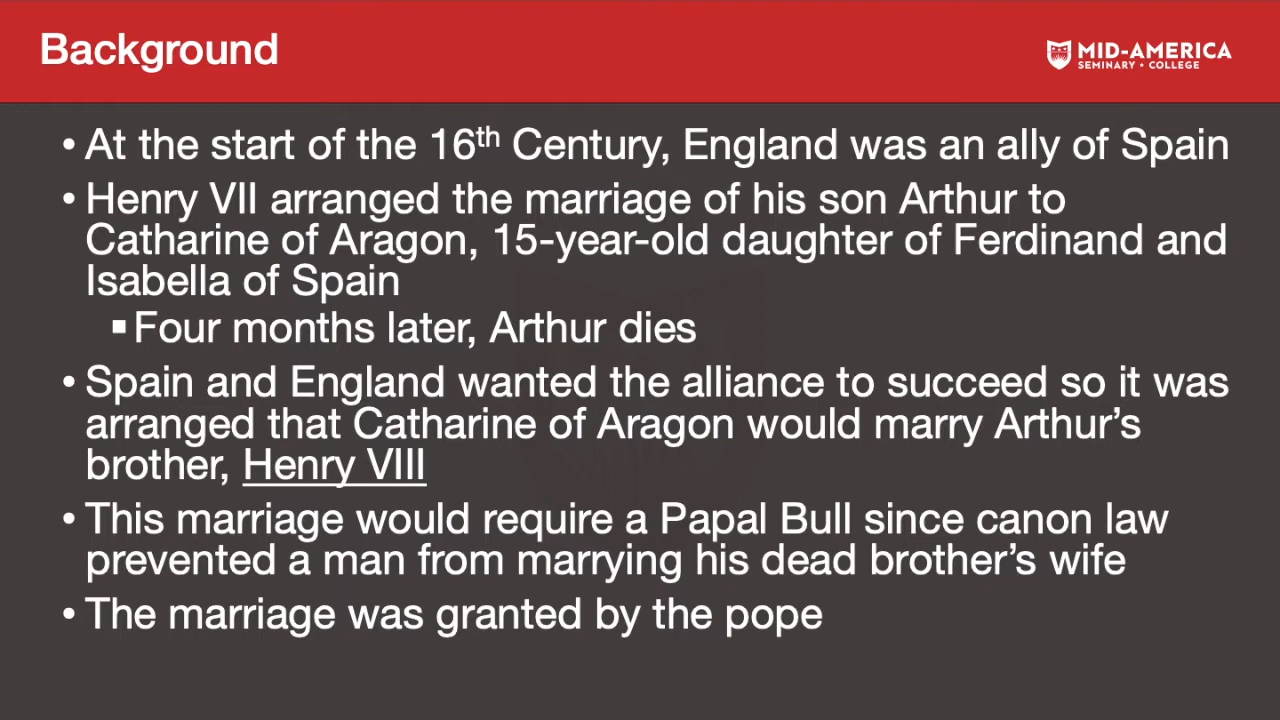 Background
MID-AMERICA
SEMINARY • COLLEGE
• At the start of the 16th Century, England was an ally of Spain
• Henry VII arranged the marriage of his son Arthur to
Catharine of Aragon, 15-year-old daughter of Ferdinand and
Isabella of Spain
▪ Four months later, Arthur dies
• Spain and England wanted the alliance to succeed so it was
arranged that Catharine of Aragon would marry Arthur’s
brother, Henry VIII
• This marriage would require a Papal Bull since canon law
prevented a man from marrying his dead brother’s wife
• The marriage was granted by the pope